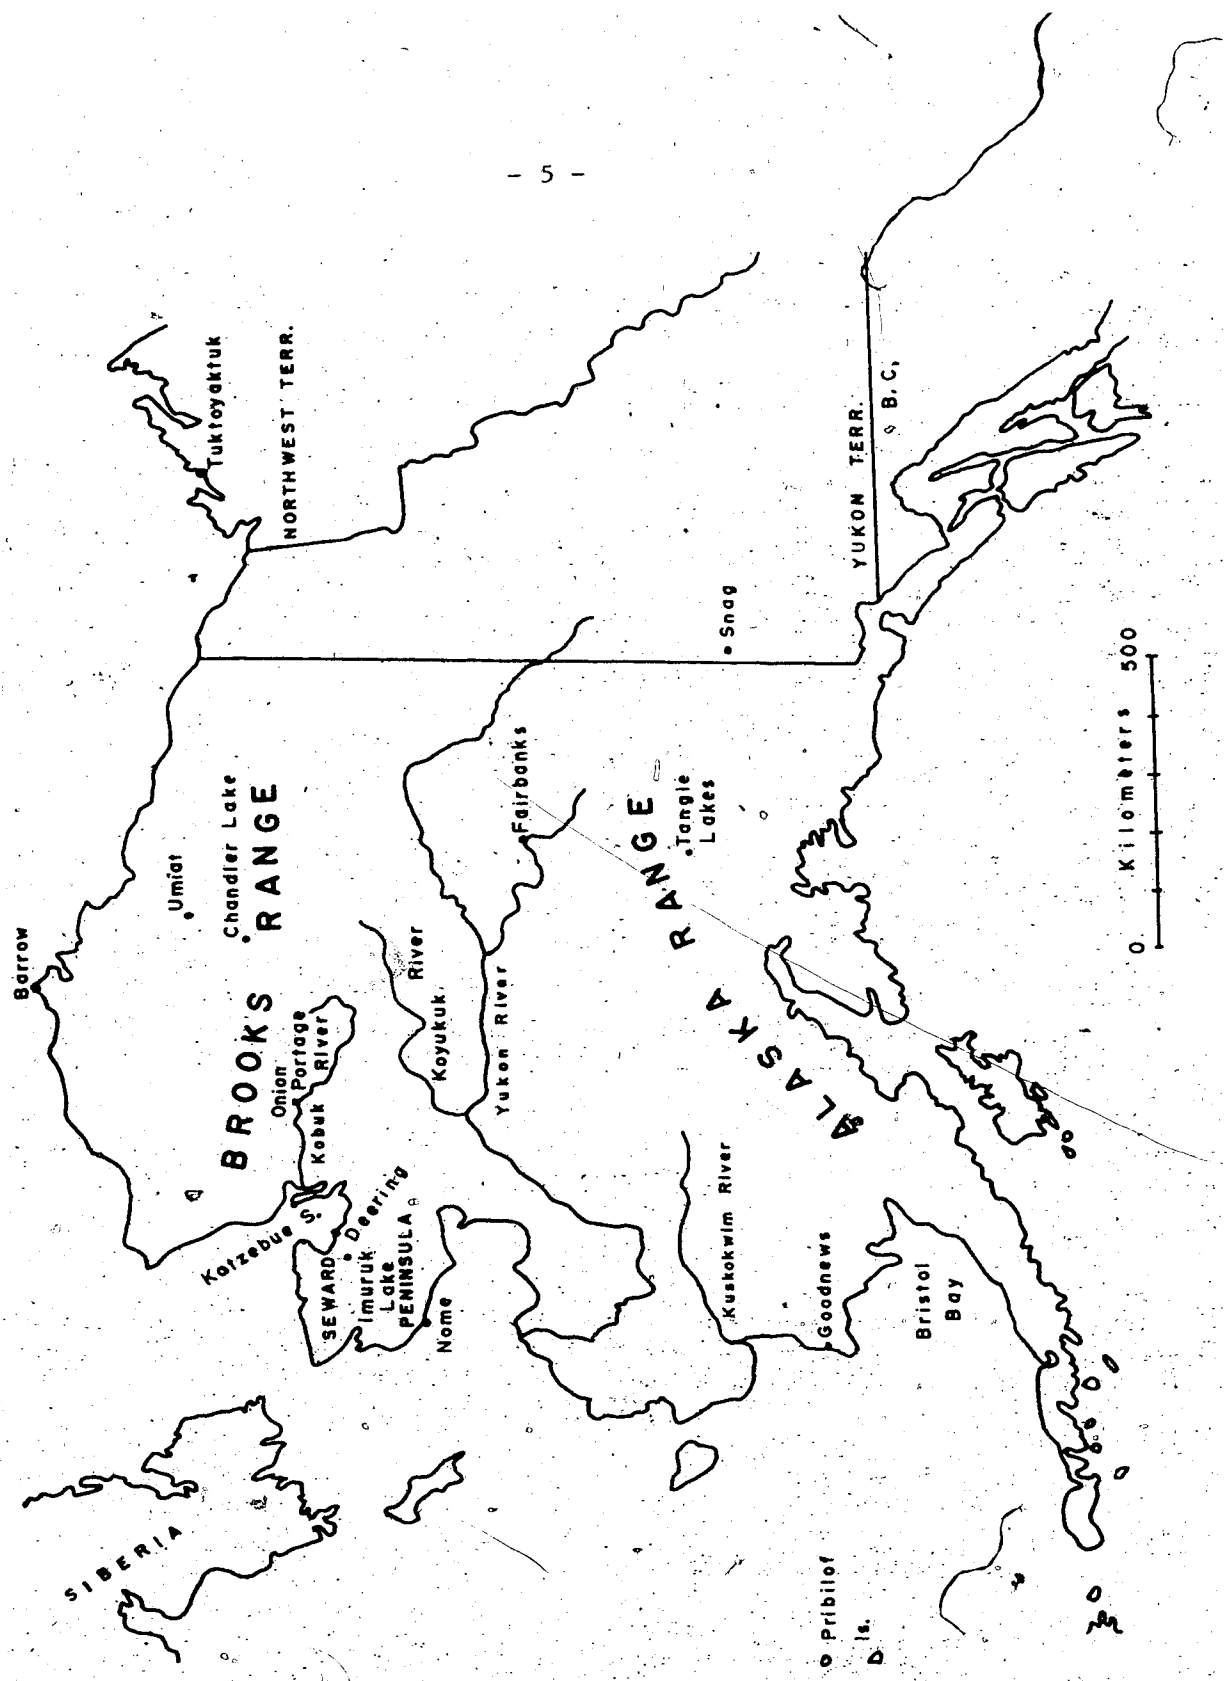 - 5 -
SIBERIA
Barrow
Umiat
Chandler Lake
BROOKS RANGE
Onion
Portage
Kobuk River
Kotzebue S.
Deering
SEWARD
Imuruk
Lake
PENINSULA
Nome
Koyukuk River
Yukon River
Fairbanks
Tuktoyaktuk
NORTHWEST TERR.
Snag
YUKON TERR.
B. C.
ALASKA RANGE
Tangle
Lakes
Kuskokwim River
Goodnews
Bristol
Bay
Pribilof
Is.
0 Kilometers 500